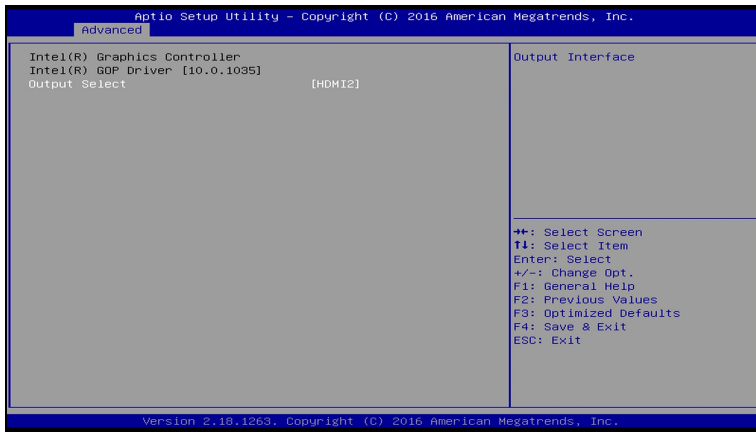 Aptio Setup Utility – Copyright (C) 2016 American Megatrends, Inc.
Advanced
Intel(R) Graphics Controller
Intel(R) GOP Driver [10.0.1035]
Output Select [HDMI2]
Output Interface
→←: Select Screen
↑↓: Select Item
Enter: Select
+/-: Change Opt.
F1: General Help
F2: Previous Values
F3: Optimized Defaults
F4: Save & Exit
ESC: Exit
Version 2.18.1263. Copyright (C) 2016 American Megatrends, Inc.